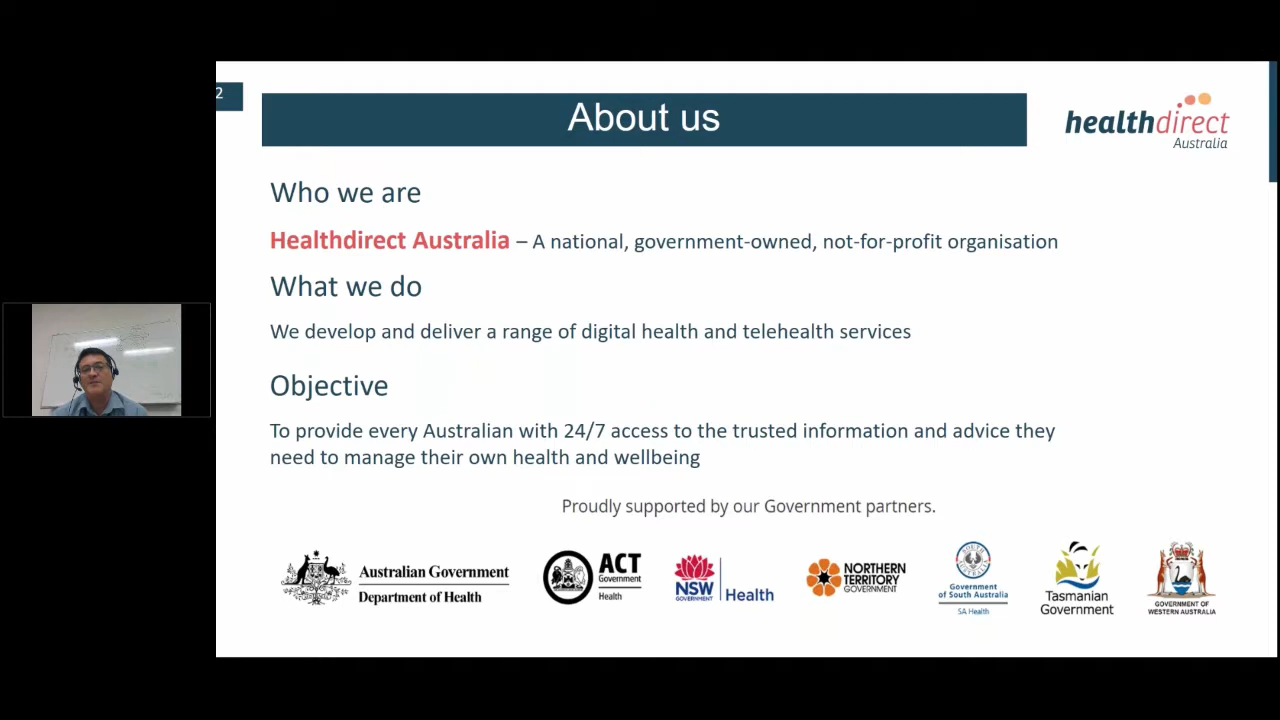 2
About us
healthdirect
Australia
Who we are
Healthdirect Australia – A national, government-owned, not-for-profit organisation
What we do
We develop and deliver a range of digital health and telehealth services
Objective
To provide every Australian with 24/7 access to the trusted information and advice they
need to manage their own health and wellbeing
Proudly supported by our Government partners.
Australian Government
Department of Health
ACT
Government
Health
NSW
GOVERNMENT
Health
NORTHERN
TERRITORY
GOVERNMENT
Government
of South Australia
SA Health
Tasmanian
Government
GOVERNMENT OF
WESTERN AUSTRALIA